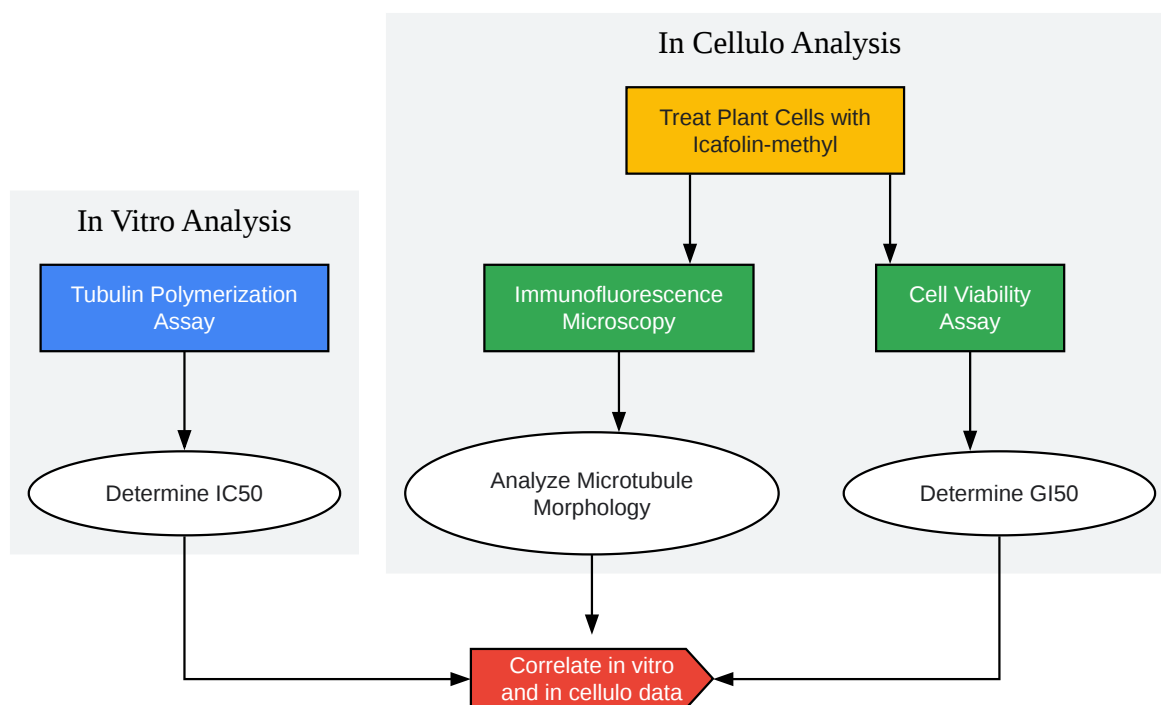 In Cellulo Analysis
Treat Plant Cells with
Icafolin-methyl
In Vitro Analysis
Tubulin Polymerization
Assay
Immunofluorescence
Microscopy
Cell Viability
Assay
Determine IC50
Analyze Microtubule
Morphology
Determine GI50
Correlate in vitro
and in cellulo data